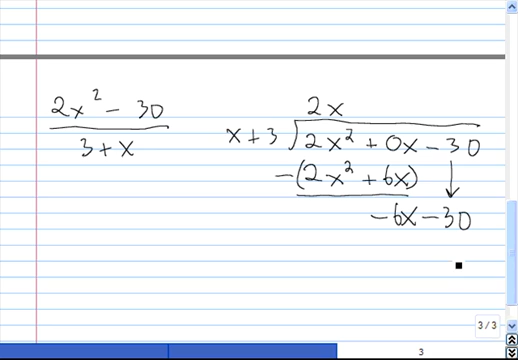 2x² - 30
3 + x
2x
x + 3 2x² + 0x - 30
-(2x² + 6x)
-6x - 30
3 / 3
3